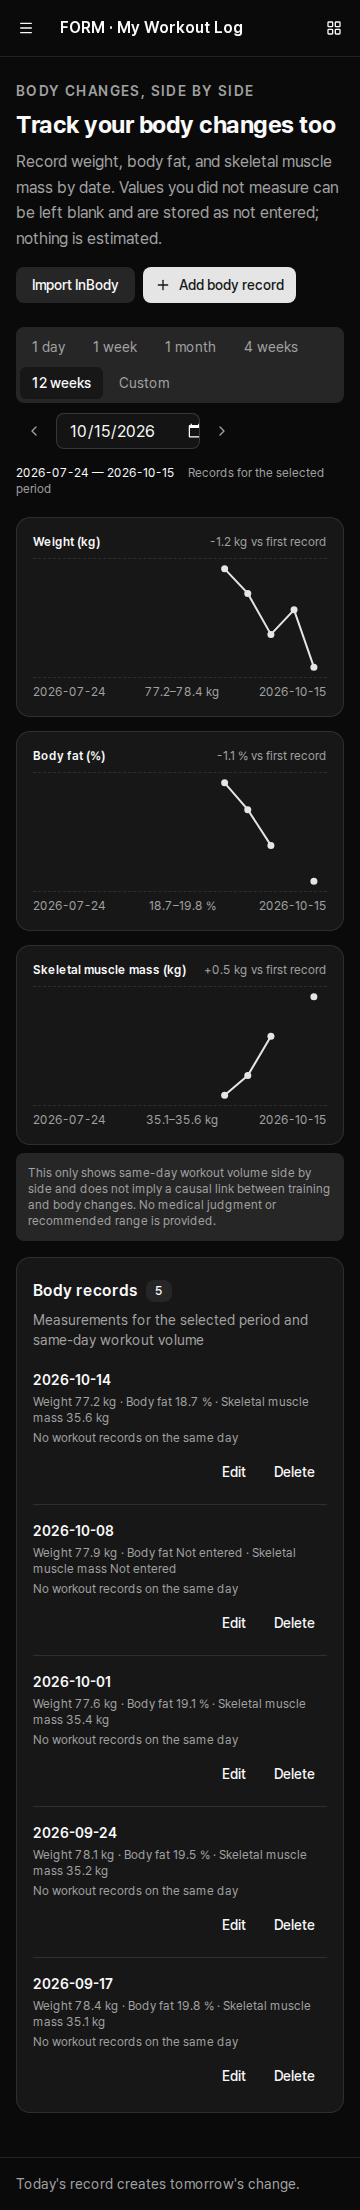 FORM · My Workout Log
BODY CHANGES, SIDE BY SIDE
Track your body changes too
Record weight, body fat, and skeletal muscle
mass by date. Values you did not measure can
be left blank and are stored as not entered;
nothing is estimated.
Import InBody
Add body record
1 day 1 week 1 month 4 weeks
12 weeks Custom
10/15/2026
2026-07-24 — 2026-10-15 Records for the selected
period
Weight (kg) -1.2 kg vs first record
2026-07-24 77.2–78.4 kg 2026-10-15
Body fat (%) -1.1 % vs first record
2026-07-24 18.7–19.8 % 2026-10-15
Skeletal muscle mass (kg) +0.5 kg vs first record
2026-07-24 35.1–35.6 kg 2026-10-15
This only shows same-day workout volume side by
side and does not imply a causal link between training
and body changes. No medical judgment or
recommended range is provided.
Body records 5
Measurements for the selected period and
same-day workout volume
2026-10-14
Weight 77.2 kg · Body fat 18.7 % · Skeletal muscle
mass 35.6 kg
No workout records on the same day
Edit Delete
2026-10-08
Weight 77.9 kg · Body fat Not entered · Skeletal
muscle mass Not entered
No workout records on the same day
Edit Delete
2026-10-01
Weight 77.6 kg · Body fat 19.1 % · Skeletal muscle
mass 35.4 kg
No workout records on the same day
Edit Delete
2026-09-24
Weight 78.1 kg · Body fat 19.5 % · Skeletal muscle
mass 35.2 kg
No workout records on the same day
Edit Delete
2026-09-17
Weight 78.4 kg · Body fat 19.8 % · Skeletal muscle
mass 35.1 kg
No workout records on the same day
Edit Delete
Today's record creates tomorrow's change.